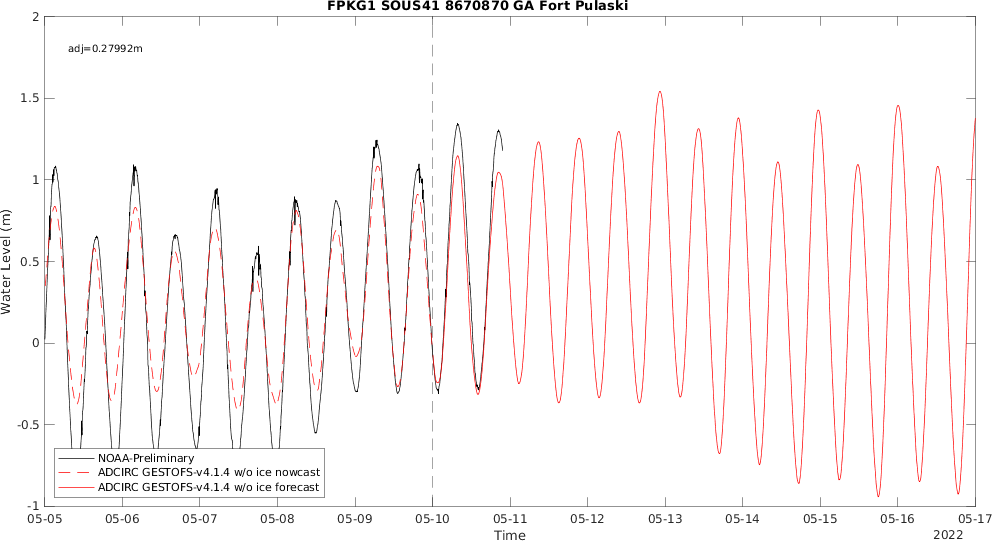 FPKG1 SOUS41 8670870 GA Fort Pulaski
adj=0.27992m
2
1.5
1
0.5
0
-0.5
-1
Water Level (m)
NOAA-Preliminary
ADCIRC GESTOFS-v4.1.4 w/o ice nowcast
ADCIRC GESTOFS-v4.1.4 w/o ice forecast
05-05 05-06 05-07 05-08 05-09 05-10 05-11 05-12 05-13 05-14 05-15 05-16 05-17
Time
2022